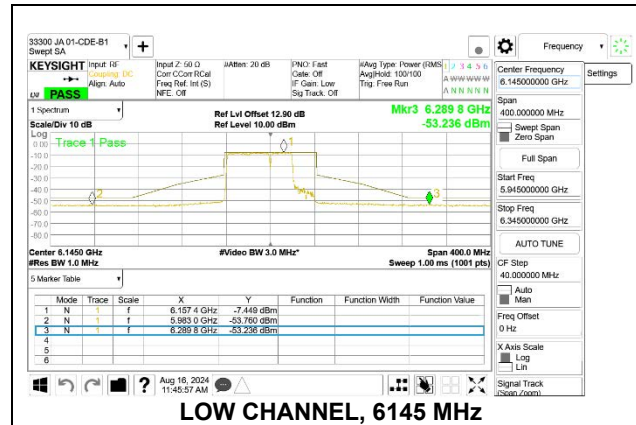 33300 JA 01-CDE-B1
Swept SA
Frequency
KEYSIGHT
Input: RF
Coupling: DC
Align: Auto
Input Z: 50 Ω
Corr CCorr RCal
Freq Ref: Int (S)
NFE: Off
#Atten: 20 dB
PNO: Fast
Gate: Off
IF Gain: Low
Sig Track: Off
#Avg Type: Power (RMS
Avg|Hold: 100/100
Trig: Free Run
1 2 3 4 5 6
A W W W W W
A N N N N N
LXI PASS
1 Spectrum
Scale/Div 10 dB
Ref Lvl Offset 12.90 dB
Ref Level 10.00 dBm
Mkr3 6.289 8 GHz
-53.236 dBm
Log
Trace 1 Pass
0.00
-10.0
-20.0
-30.0
-40.0
-50.0
-60.0
-70.0
-80.0
1
2
3
Center 6.1450 GHz
#Res BW 1.0 MHz
#Video BW 3.0 MHz*
Span 400.0 MHz
Sweep 1.00 ms (1001 pts)
5 Marker Table
Mode Trace Scale X Y Function Function Width Function Value
1 N 1 f 6.157 4 GHz -7.449 dBm
2 N 1 f 5.983 0 GHz -53.760 dBm
3 N 1 f 6.289 8 GHz -53.236 dBm
4
5
6
Aug 16, 2024
11:45:57 AM
Center Frequency
6.145000000 GHz
Settings
Span
400.000000 MHz
Swept Span
Zero Span
Full Span
Start Freq
5.945000000 GHz
Stop Freq
6.345000000 GHz
AUTO TUNE
CF Step
40.000000 MHz
Auto
Man
Freq Offset
0 Hz
X Axis Scale
Log
Lin
Signal Track
(Span Zoom)
LOW CHANNEL, 6145 MHz